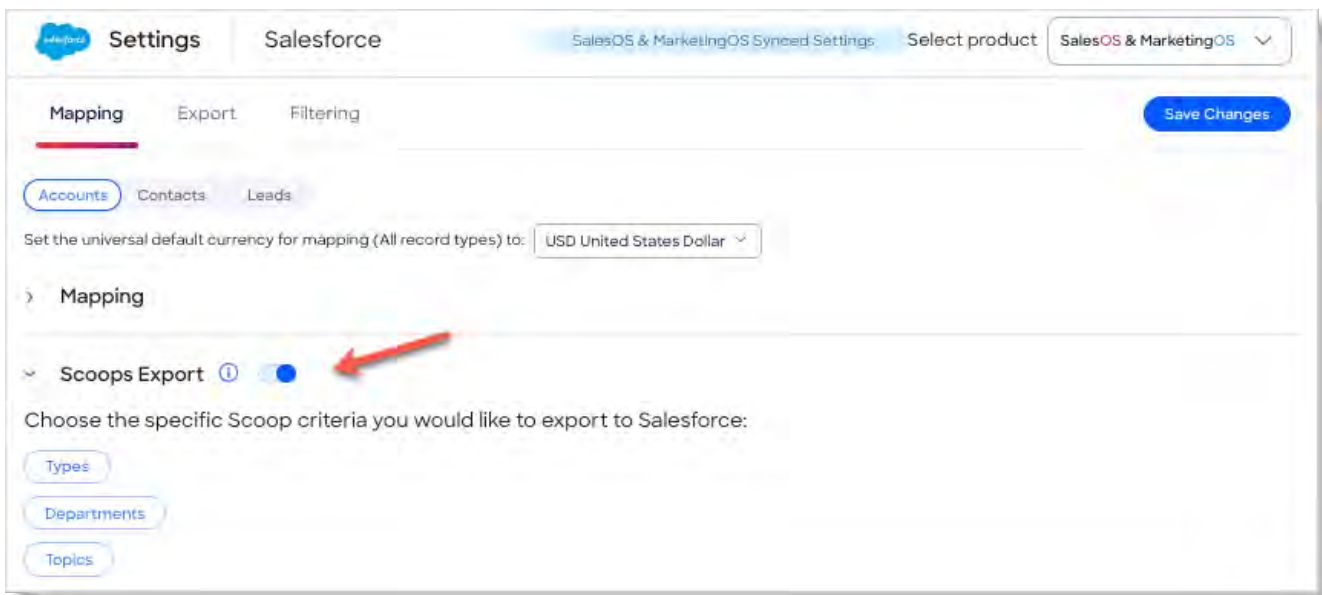 salesforce Settings Salesforce SalesOS & MarketingOS Synced Settings Select product SalesOS & MarketingOS
Mapping Export Filtering Save Changes
Accounts Contacts Leads
Set the universal default currency for mapping (All record types) to: USD United States Dollar
Mapping
Scoops Export
Choose the specific Scoop criteria you would like to export to Salesforce:
Types
Departments
Topics